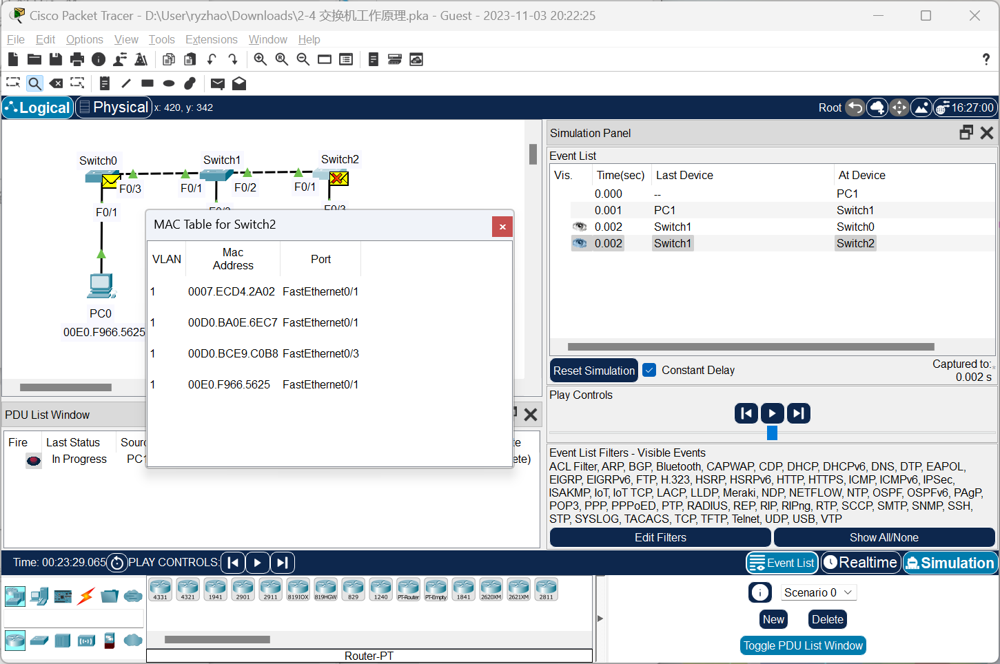 Cisco Packet Tracer - D:\User\ryzhao\Downloads\2-4 交换机工作原理.pka - Guest - 2023-11-03 20:22:25
File Edit Options View Tools Extensions Window Help
?
Logical Physical x: 420, y: 342 Root 16:27:00
Switch0 Switch1 Switch2
F0/3 F0/1 F0/2 F0/1
F0/1 F0/3
PC0
00E0.F966.5625
MAC Table for Switch2
VLAN Mac Address Port
1 0007.ECD4.2A02 FastEthernet0/1
1 00D0.BA0E.6EC7 FastEthernet0/1
1 00D0.BCE9.C0B8 FastEthernet0/3
1 00E0.F966.5625 FastEthernet0/1
Simulation Panel
Event List
Vis. Time(sec) Last Device At Device
0.000 -- PC1
0.001 PC1 Switch1
0.002 Switch1 Switch0
0.002 Switch1 Switch2
Reset Simulation Constant Delay Captured to: *
0.002 s
Play Controls
Event List Filters - Visible Events
ACL Filter, ARP, BGP, Bluetooth, CAPWAP, CDP, DHCP, DHCPv6, DNS, DTP, EAPOL,
EIGRP, EIGRPv6, FTP, H.323, HSRP, HSRPv6, HTTP, HTTPS, ICMP, ICMPv6, IPSec,
ISAKMP, IoT, IoT TCP, LACP, LLDP, Meraki, NDP, NETFLOW, NTP, OSPF, OSPFv6, PAgP,
POP3, PPP, PPPoED, PTP, RADIUS, REP, RIP, RIPng, RTP, SCCP, SMTP, SNMP, SSH,
STP, SYSLOG, TACACS, TCP, TFTP, Telnet, UDP, USB, VTP
Edit Filters Show All/None
PDU List Window
Fire Last Status Sourc te
In Progress PC1 ete)
Time: 00:23:29.065 PLAY CONTROLS: Event List Realtime Simulation
4331 4321 1941 2901 2911 819IOX 819HGW 829 1240 PT-Router PT-Empty 1841 2620XM 2621XM 2811
Router-PT
Scenario 0
New Delete
Toggle PDU List Window